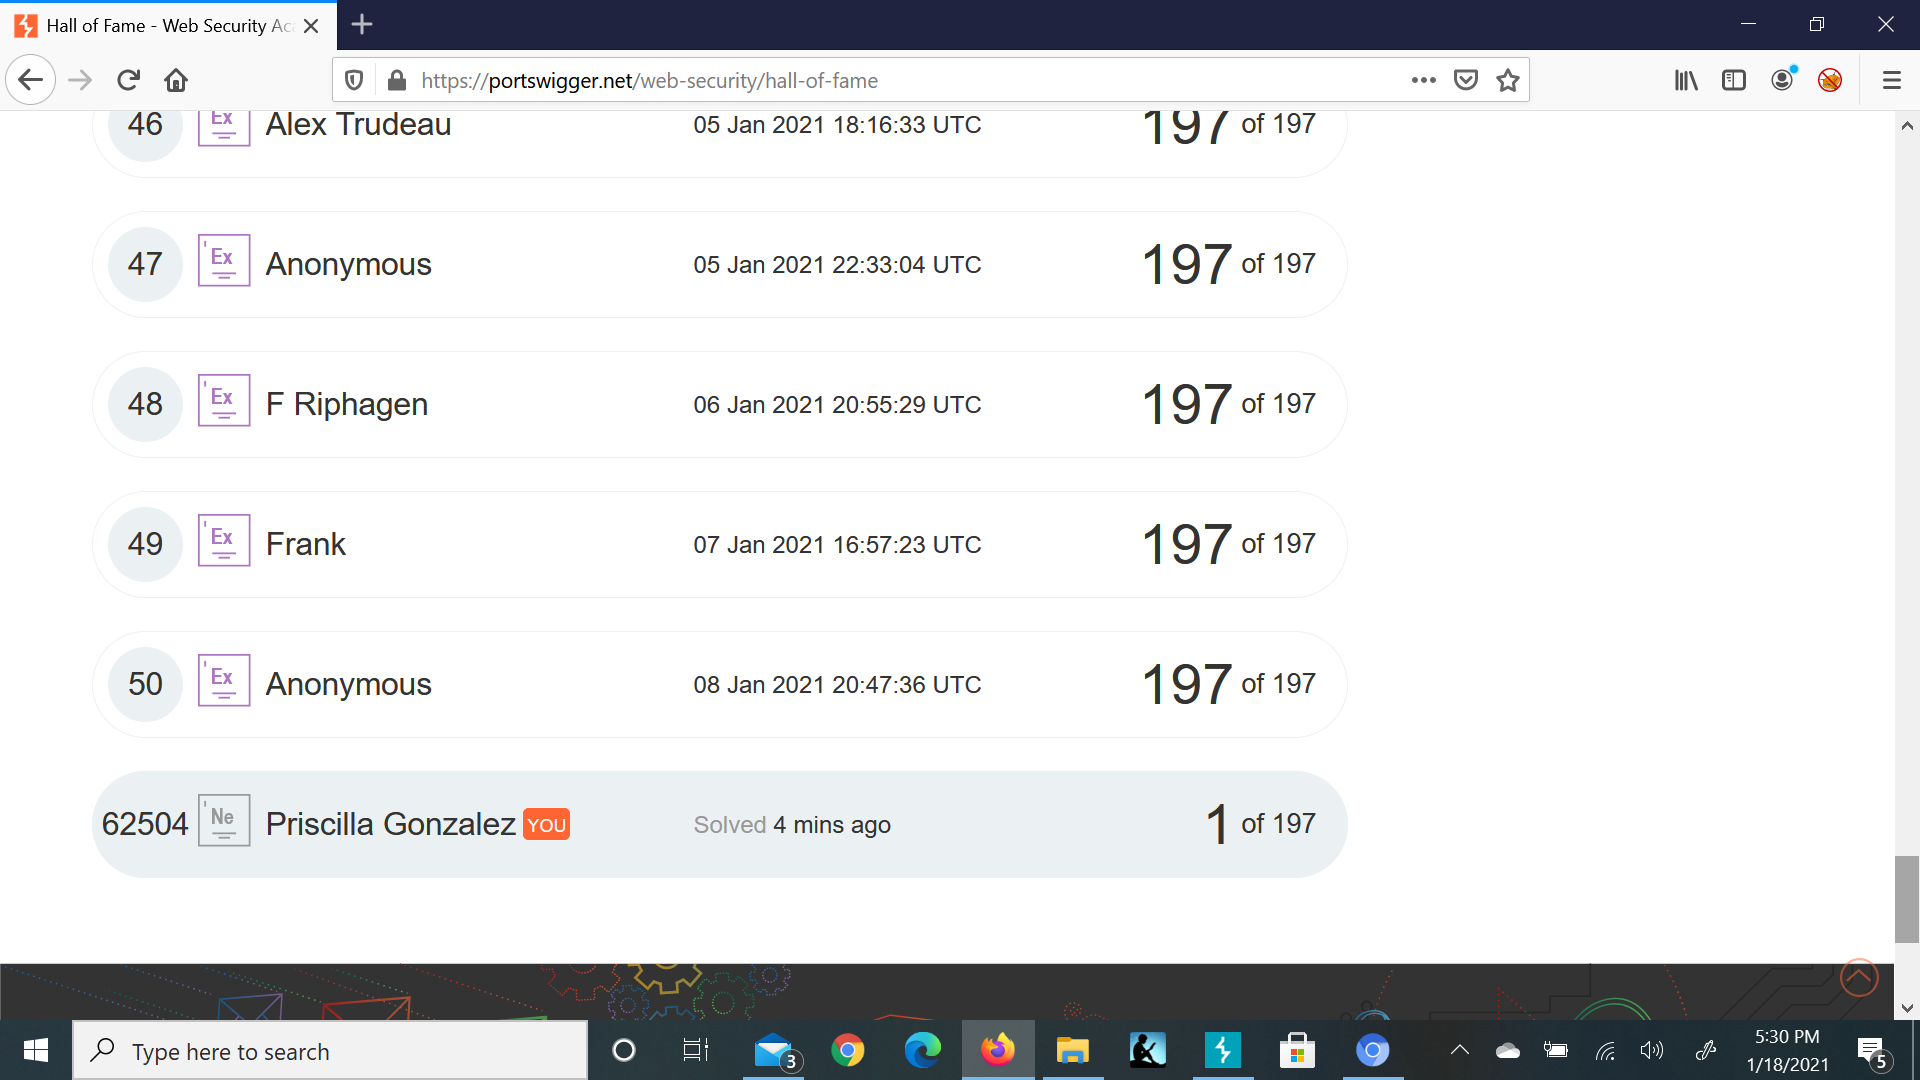 Hall of Fame - Web Security Ac
https://portswigger.net/web-security/hall-of-fame
46 Ex Alex Trudeau 05 Jan 2021 18:16:33 UTC 197 of 197
47 Ex Anonymous 05 Jan 2021 22:33:04 UTC 197 of 197
48 Ex F Riphagen 06 Jan 2021 20:55:29 UTC 197 of 197
49 Ex Frank 07 Jan 2021 16:57:23 UTC 197 of 197
50 Ex Anonymous 08 Jan 2021 20:47:36 UTC 197 of 197
62504 Ne Priscilla Gonzalez YOU Solved 4 mins ago 1 of 197
Type here to search
3
5:30 PM
1/18/2021
5